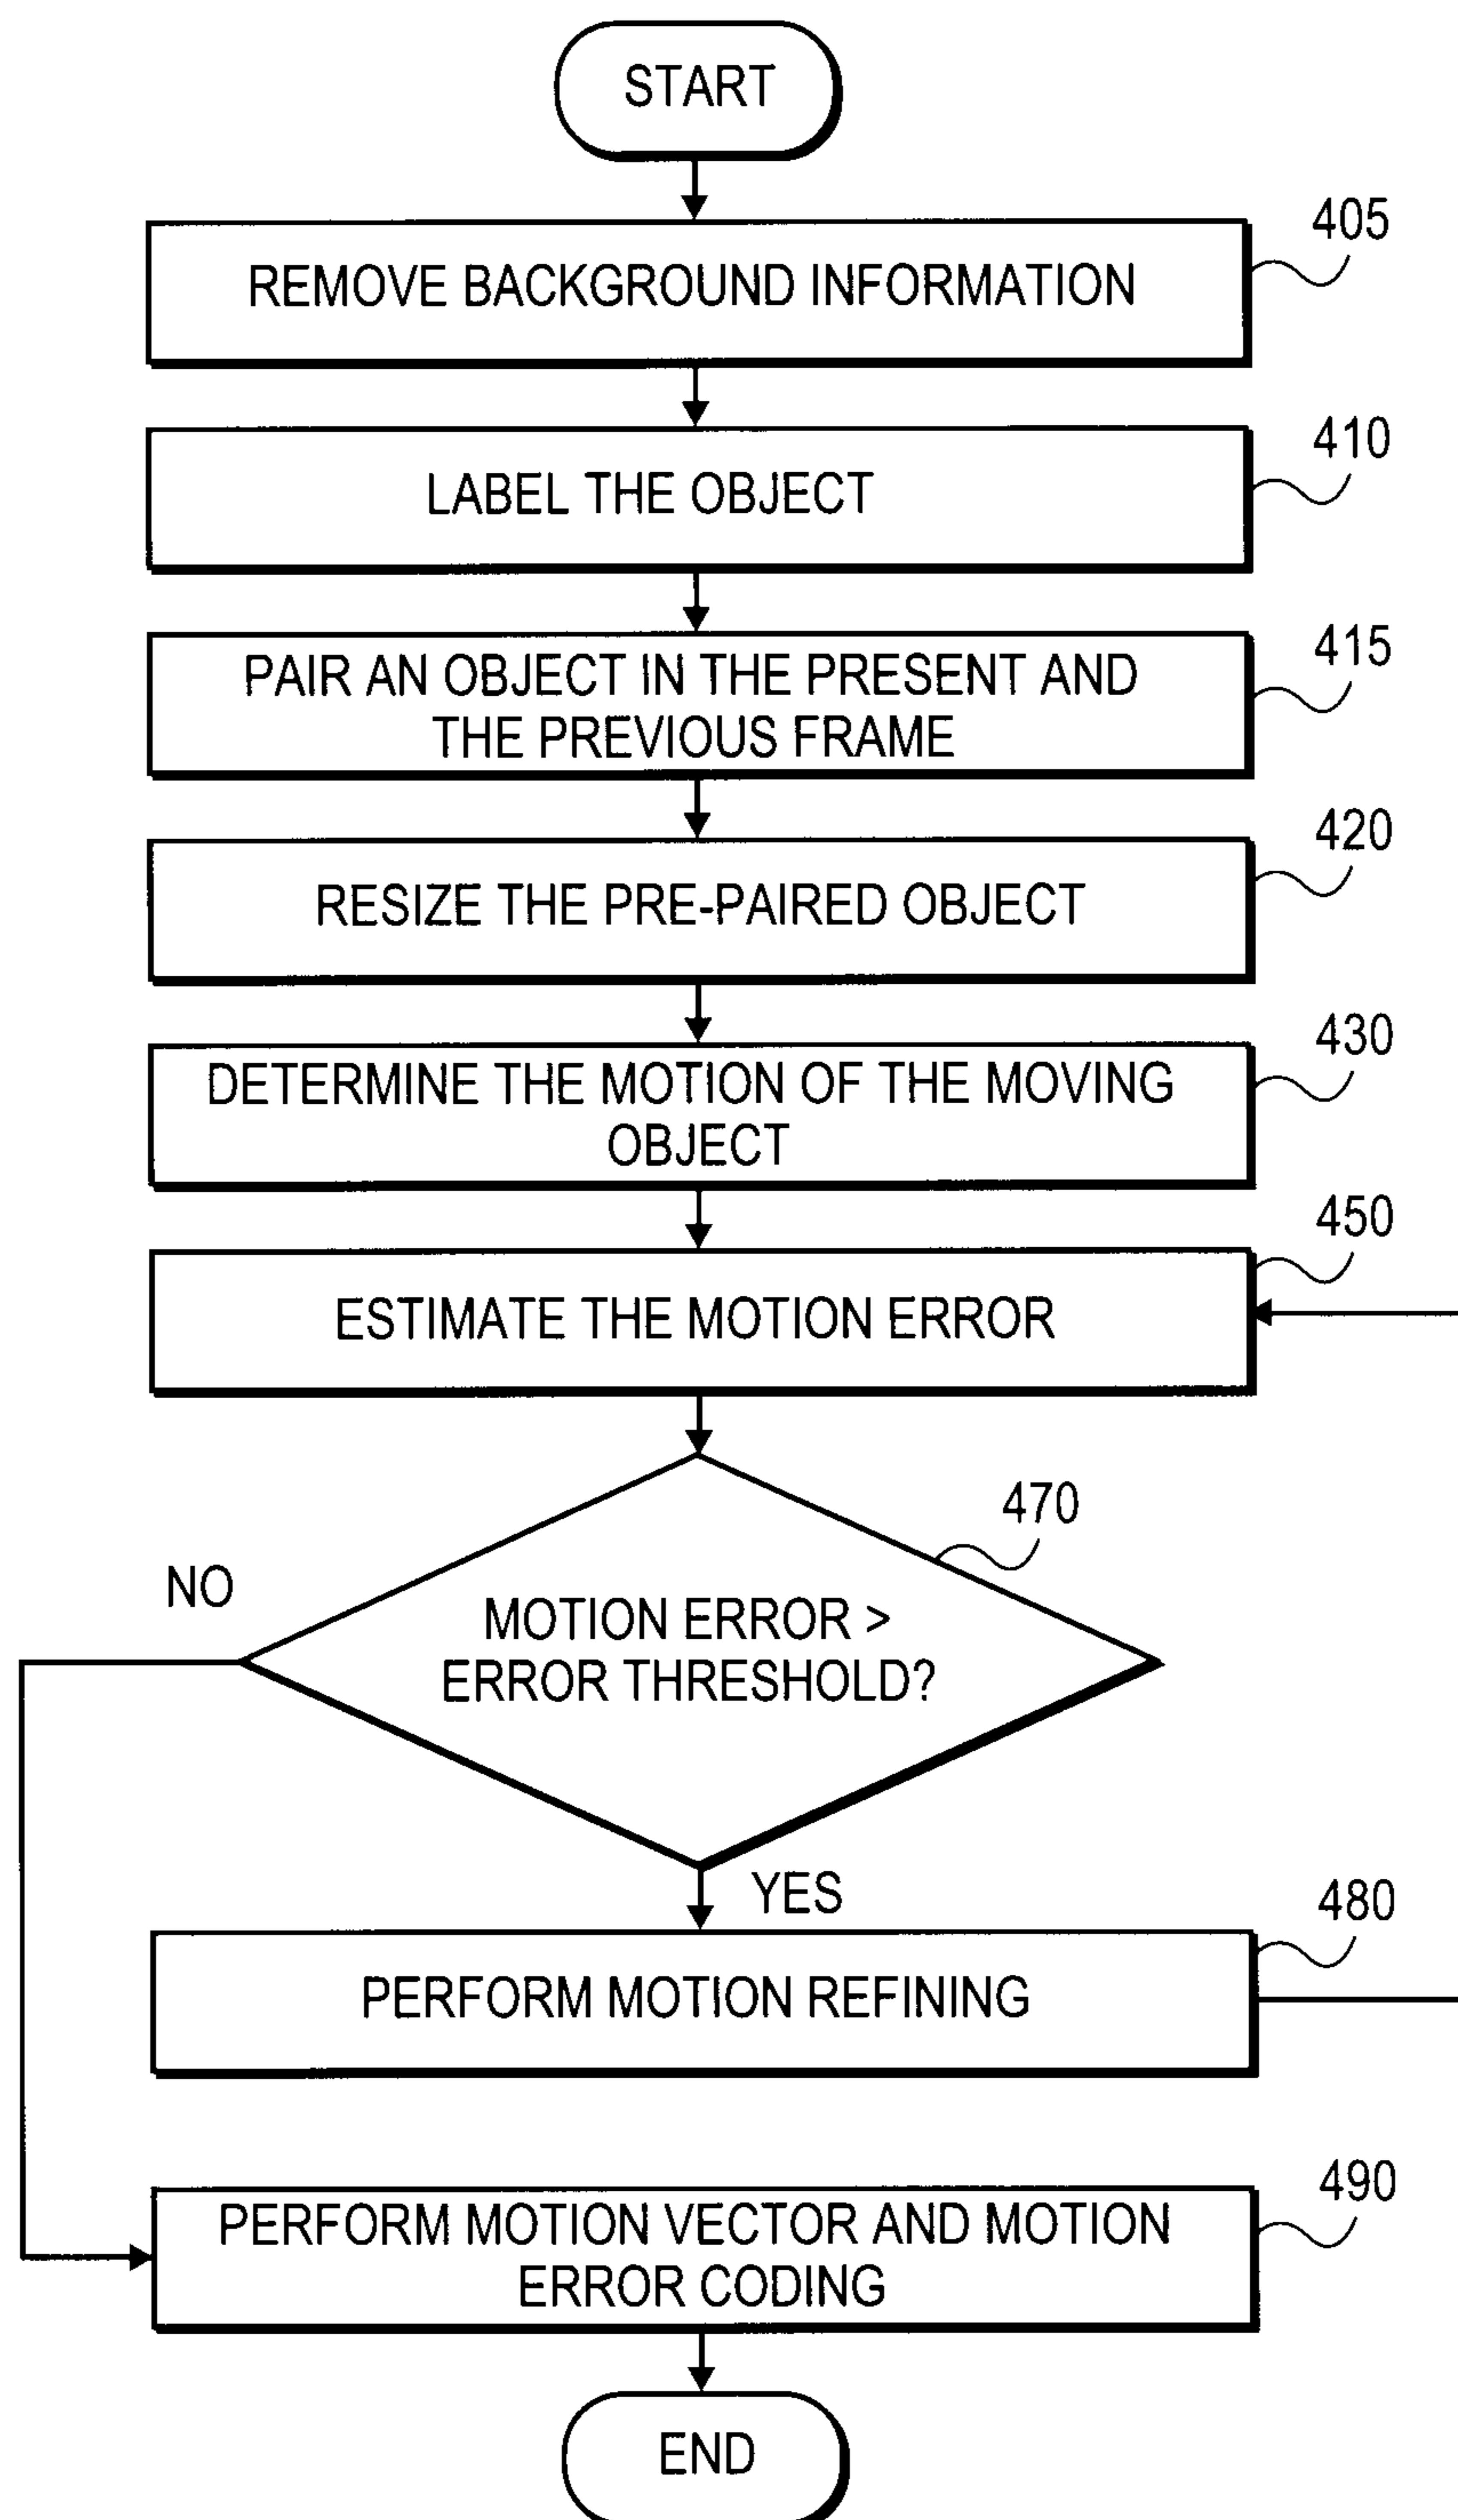 START
405
REMOVE BACKGROUND INFORMATION
410
LABEL THE OBJECT
415
PAIR AN OBJECT IN THE PRESENT AND
THE PREVIOUS FRAME
420
RESIZE THE PRE-PAIRED OBJECT
430
DETERMINE THE MOTION OF THE MOVING
OBJECT
450
ESTIMATE THE MOTION ERROR
470
NO
MOTION ERROR >
ERROR THRESHOLD?
YES
480
PERFORM MOTION REFINING
490
PERFORM MOTION VECTOR AND MOTION
ERROR CODING
END